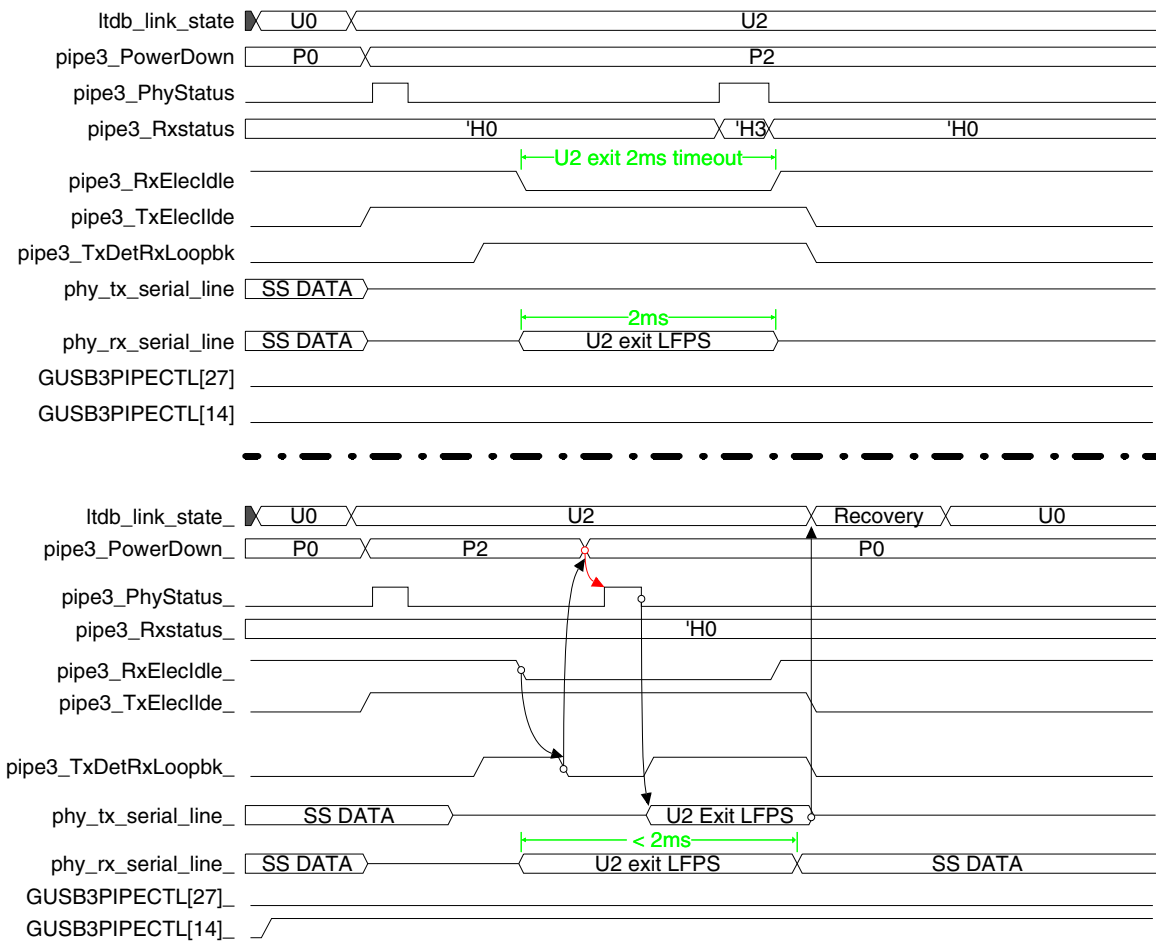 ltdb_link_state U0 U2
pipe3_PowerDown P0 P2
pipe3_PhyStatus
pipe3_Rxstatus 'H0 'H3 'H0
U2 exit 2ms timeout
pipe3_RxElecIdle
pipe3_TxElecIlde
pipe3_TxDetRxLoopbk
phy_tx_serial_line SS DATA
2ms
phy_rx_serial_line SS DATA U2 exit LFPS
GUSB3PIPECTL[27]
GUSB3PIPECTL[14]
ltdb_link_state_ U0 U2 Recovery U0
pipe3_PowerDown_ P0 P2 P0
pipe3_PhyStatus_
pipe3_Rxstatus_ 'H0
pipe3_RxElecIdle_
pipe3_TxElecIlde_
pipe3_TxDetRxLoopbk_
phy_tx_serial_line_ SS DATA U2 Exit LFPS
< 2ms
phy_rx_serial_line_ SS DATA U2 exit LFPS SS DATA
GUSB3PIPECTL[27]_
GUSB3PIPECTL[14]_